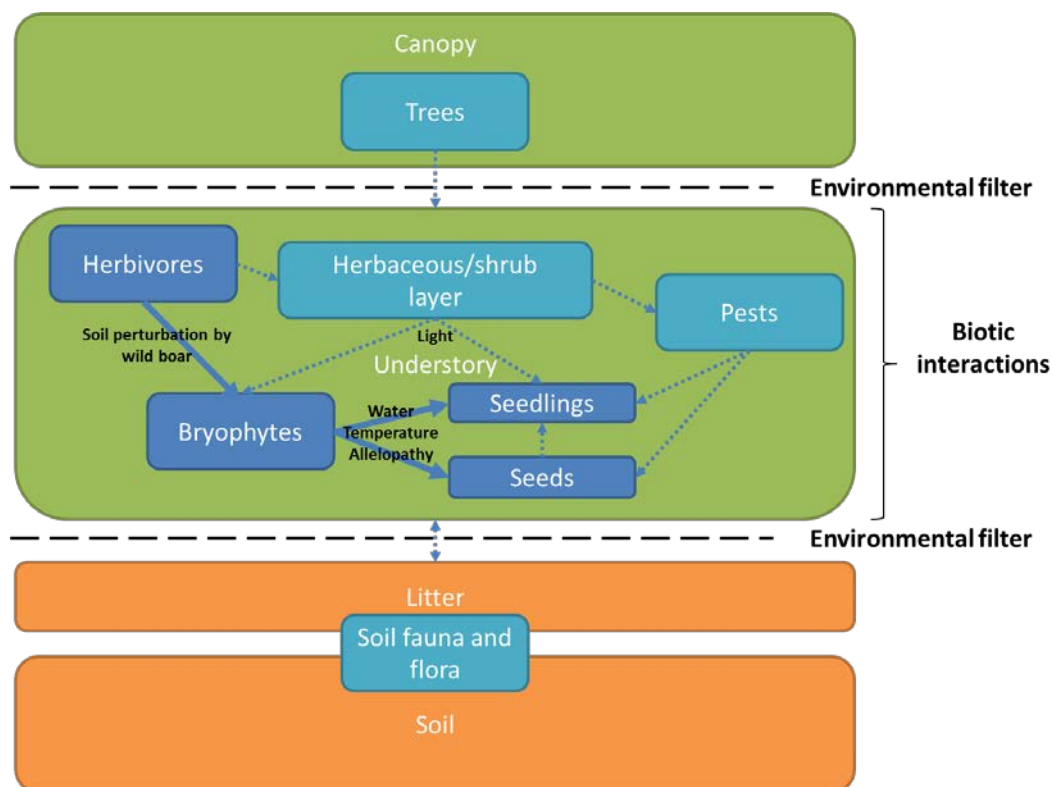 Canopy
Trees
Environmental filter
Herbivores
Herbaceous/shrub
layer
Pests
Soil perturbation by
wild boar
Light
Understory
Biotic
interactions
Bryophytes
Water
Temperature
Allelopathy
Seedlings
Seeds
Environmental filter
Litter
Soil fauna and
flora
Soil